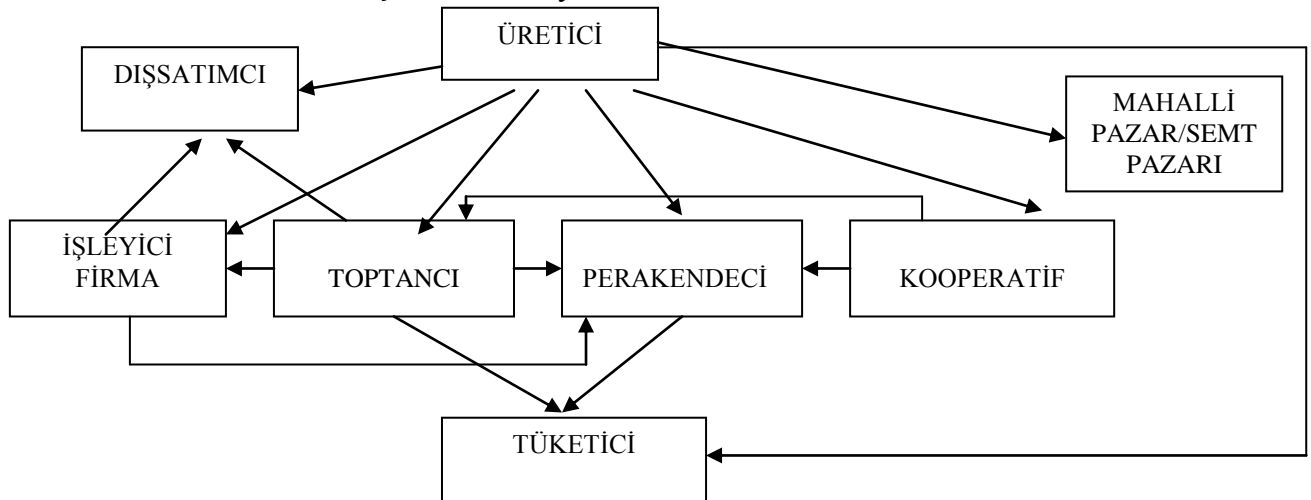 ÜRETİCİ
DIŞSATIMCI
MAHALLİ
PAZAR/SEMT
PAZARI
İŞLEYİCİ
FİRMA
TOPTANCI
PERAKENDECİ
KOOPERATİF
TÜKETİCİ